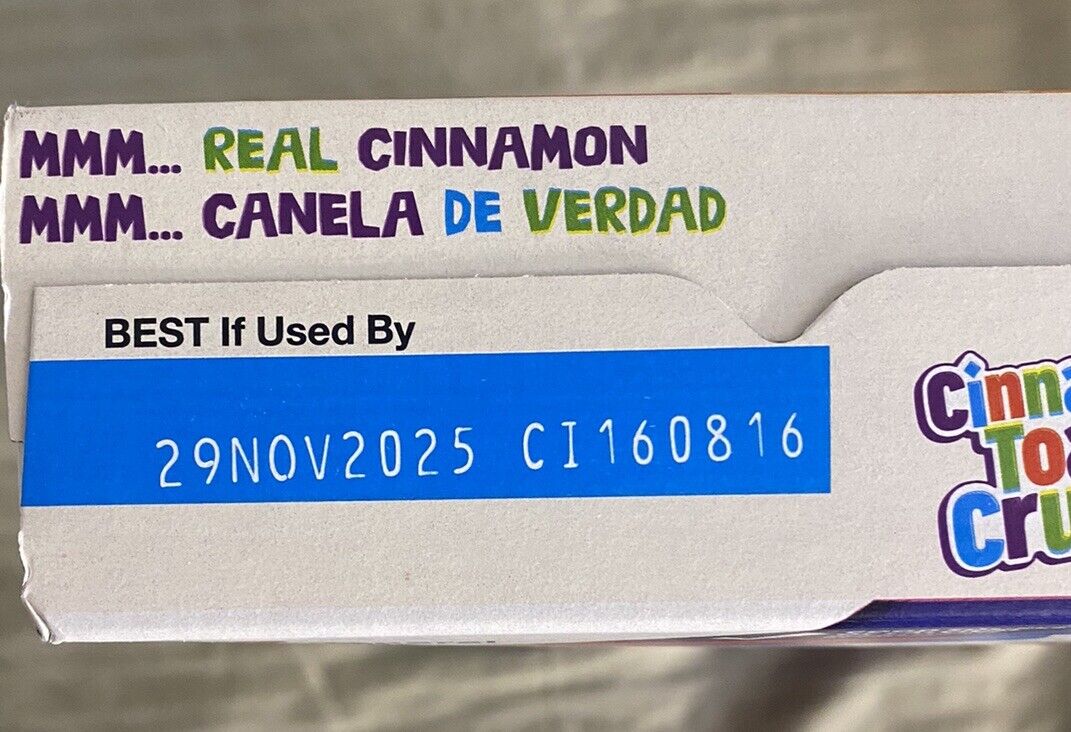 MMM... REAL CINNAMON
MMM... CANELA DE VERDAD
BEST If Used By
29NOV2025 CI160816